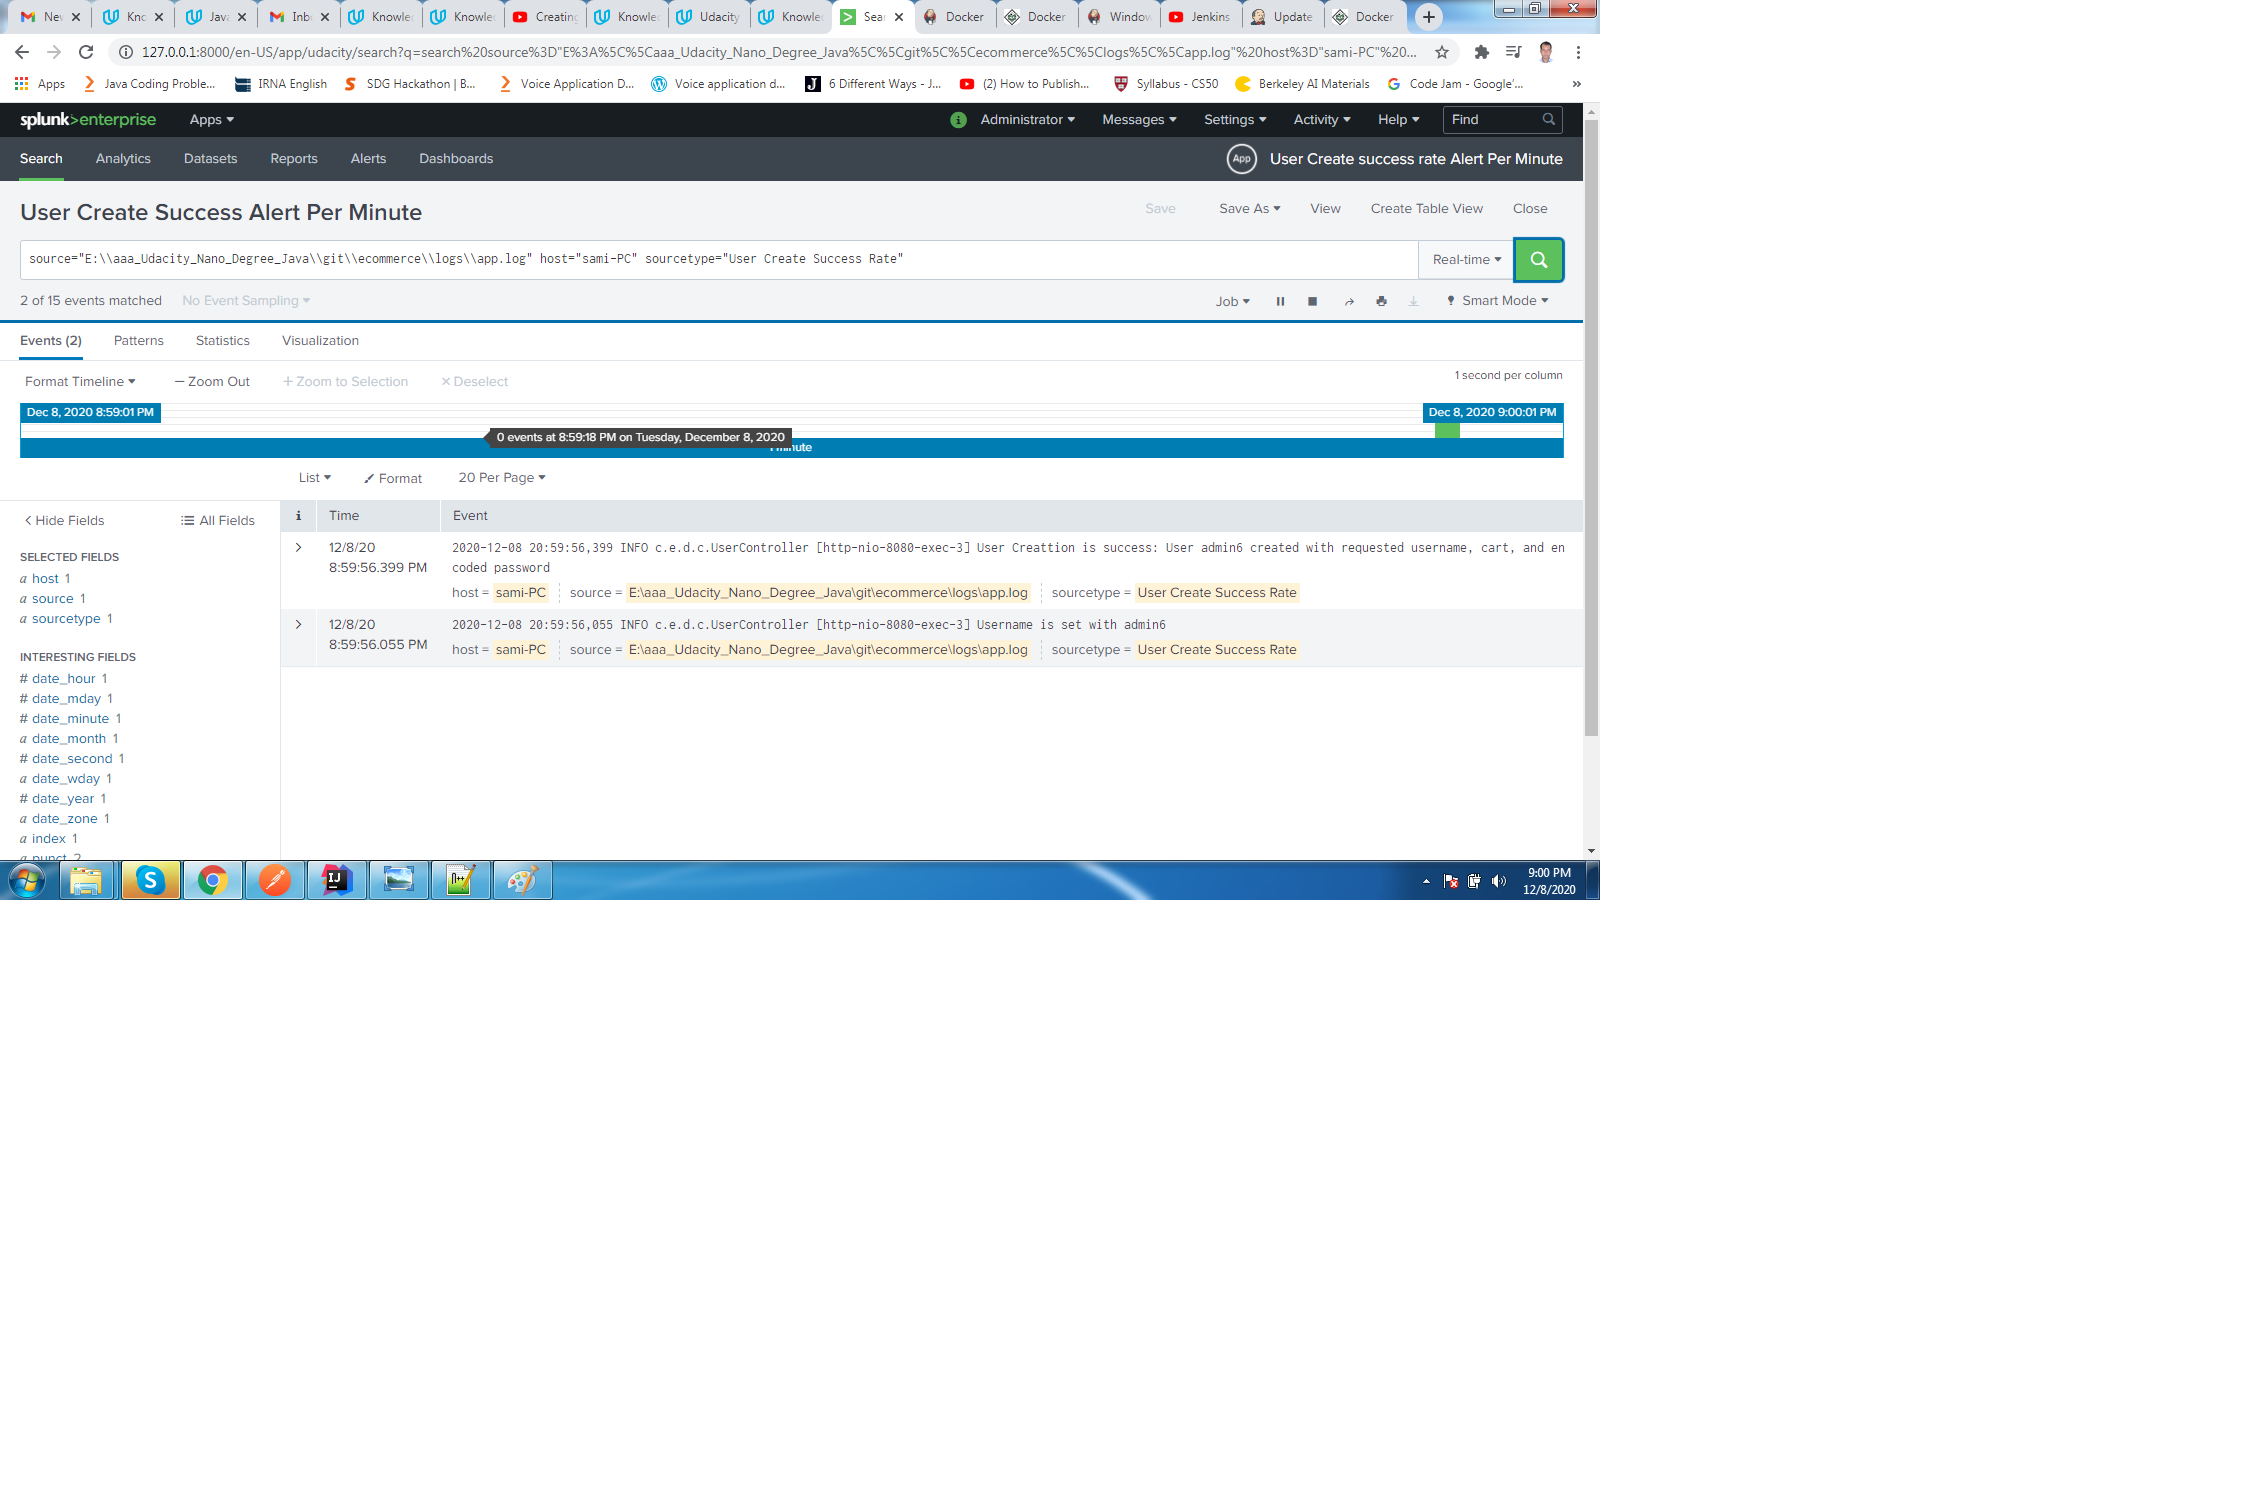 Nev Knc Java Inb Knowle Knowle Creating Knowle Udacity Knowle Sear Docker Docker Window Jenkins Update Docker
127.0.0.1:8000/en-US/app/udacity/search?q=search%20source%3D"E%3A%5C%5Caaa_Udacity_Nano_Degree_Java%5C%5Cgit%5C%5Cecommerce%5C%5Clogs%5C%5Capp.log"%20host%3D"sami-PC"%20...
Apps Java Coding Proble... IRNA English SDG Hackathon | B... Voice Application D... Voice application d... 6 Different Ways - J... (2) How to Publish... Syllabus - CS50 Berkeley AI Materials Code Jam - Google'... »
splunk>enterprise Apps Administrator Messages Settings Activity Help Find
Search Analytics Datasets Reports Alerts Dashboards App User Create success rate Alert Per Minute
User Create Success Alert Per Minute Save Save As View Create Table View Close
source="E:\\aaa_Udacity_Nano_Degree_Java\\git\\ecommerce\\logs\\app.log" host="sami-PC" sourcetype="User Create Success Rate" Real-time
2 of 15 events matched No Event Sampling Job Smart Mode
Events (2) Patterns Statistics Visualization
Format Timeline — Zoom Out + Zoom to Selection × Deselect 1 second per column
Dec 8, 2020 8:59:01 PM Dec 8, 2020 9:00:01 PM
0 events at 8:59:18 PM on Tuesday, December 8, 2020
List Format 20 Per Page
< Hide Fields All Fields i Time Event
SELECTED FIELDS
a host 1
a source 1
a sourcetype 1
INTERESTING FIELDS
# date_hour 1
# date_mday 1
# date_minute 1
a date_month 1
# date_second 1
a date_wday 1
# date_year 1
a date_zone 1
a index 1
a punct 2
> 12/8/20 2020-12-08 20:59:56,399 INFO c.e.d.c.UserController [http-nio-8080-exec-3] User Creattion is success: User admin6 created with requested username, cart, and en
8:59:56.399 PM coded password
host = sami-PC source = E:\aaa_Udacity_Nano_Degree_Java\git\ecommerce\logs\app.log sourcetype = User Create Success Rate
> 12/8/20 2020-12-08 20:59:56,055 INFO c.e.d.c.UserController [http-nio-8080-exec-3] Username is set with admin6
8:59:56.055 PM host = sami-PC source = E:\aaa_Udacity_Nano_Degree_Java\git\ecommerce\logs\app.log sourcetype = User Create Success Rate
9:00 PM
12/8/2020